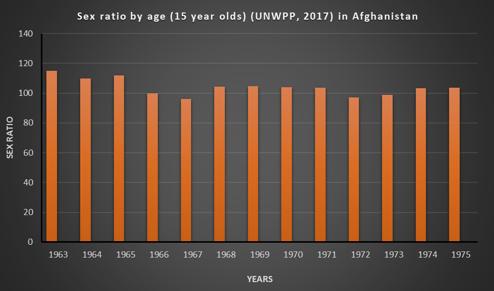 Sex ratio by age (15 year olds) (UNWPP, 2017) in Afghanistan
140
120
100
80
60
40
20
0
SEX RATIO
1963 1964 1965 1966 1967 1968 1969 1970 1971 1972 1973 1974 1975
YEARS